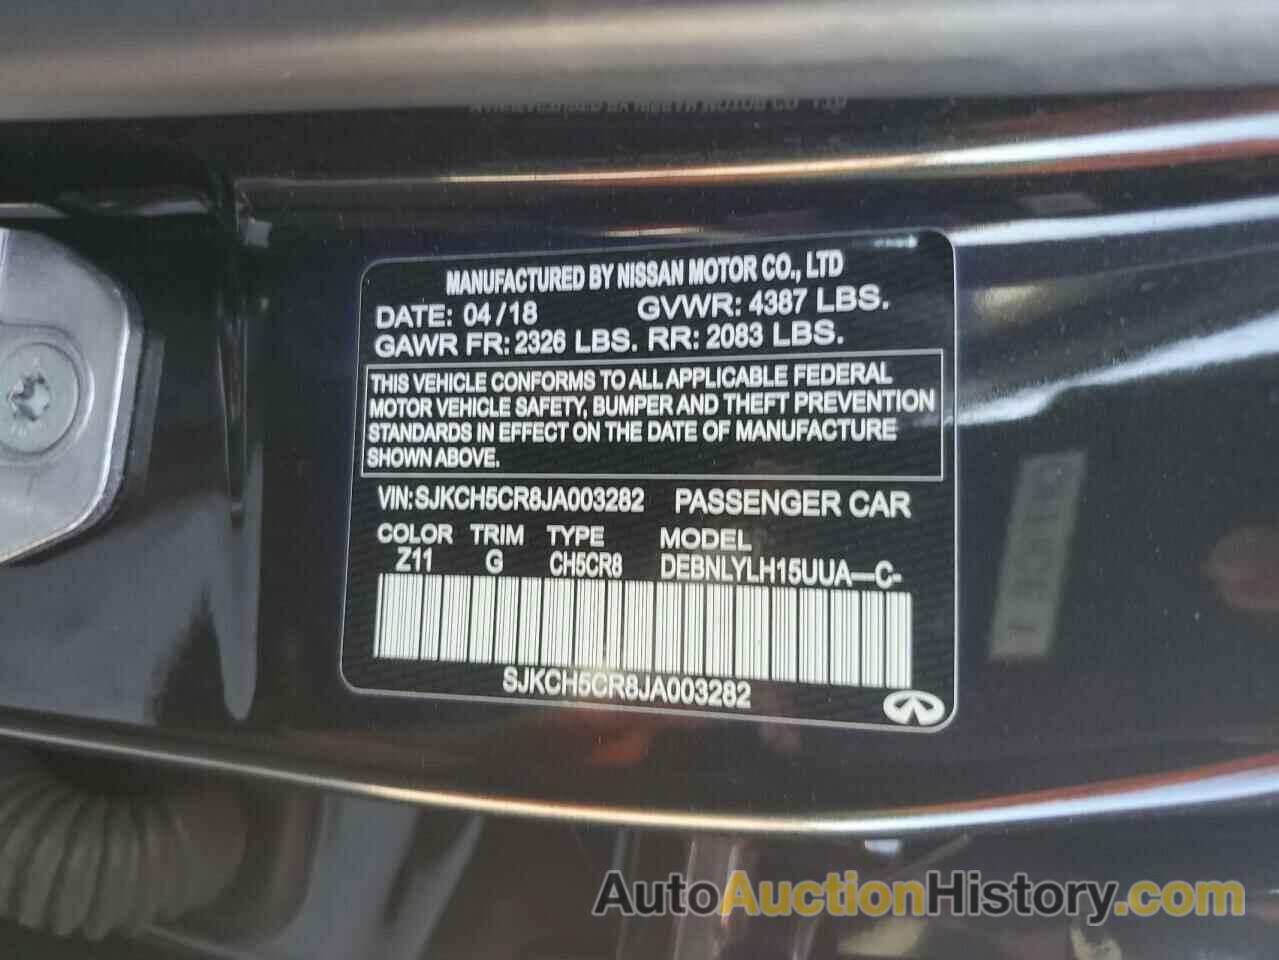 MANUFACTURED BY NISSAN MOTOR CO., LTD
DATE: 04/18 GVWR: 4387 LBS.
GAWR FR: 2326 LBS. RR: 2083 LBS.
THIS VEHICLE CONFORMS TO ALL APPLICABLE FEDERAL
MOTOR VEHICLE SAFETY, BUMPER AND THEFT PREVENTION
STANDARDS IN EFFECT ON THE DATE OF MANUFACTURE
SHOWN ABOVE.
VIN: SJKCH5CR8JA003282 PASSENGER CAR
COLOR TRIM TYPE MODEL
Z11 G CH5CR8 DEBNLYLH15UUA—C-
SJKCH5CR8JA003282
AutoAuctionHistory.com